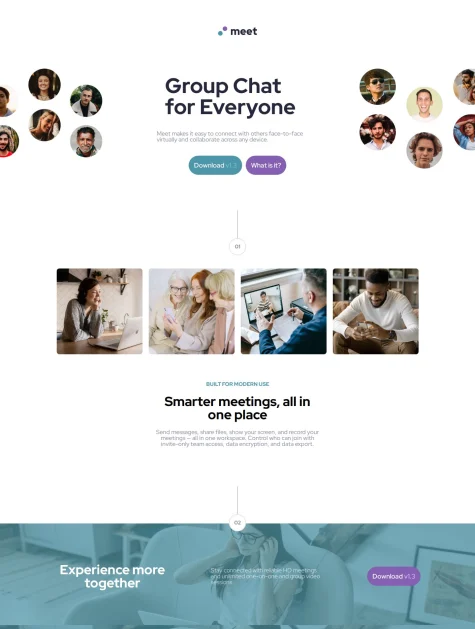 meet
Group Chat
for Everyone
Meet makes it easy to connect with others face-to-face
virtually and collaborate across any device.
Download v1.3
What is it?
01
BUILT FOR MODERN USE
Smarter meetings, all in
one place
Send messages, share files, show your screen, and record your
meetings — all in one workspace. Control who can join with
invite-only team access, data encryption, and data export.
02
Experience more
together
Stay connected with reliable HD meetings
and unlimited one-on-one and group video
sessions.
Download v1.3